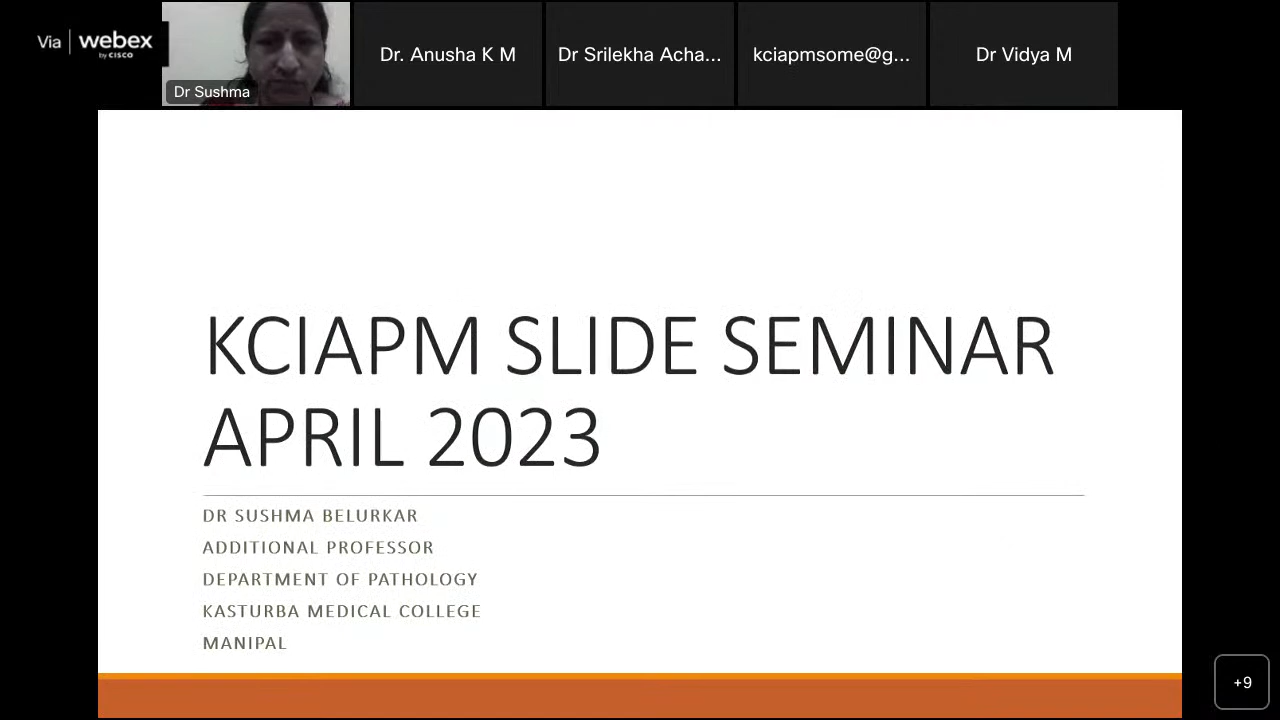 Via webex
by CISCO
Dr Sushma
Dr. Anusha K M
Dr Srilekha Acha...
kciapmsome@g...
Dr Vidya M
KCIAPM SLIDE SEMINAR
APRIL 2023
DR SUSHMA BELURKAR
ADDITIONAL PROFESSOR
DEPARTMENT OF PATHOLOGY
KASTURBA MEDICAL COLLEGE
MANIPAL
+9